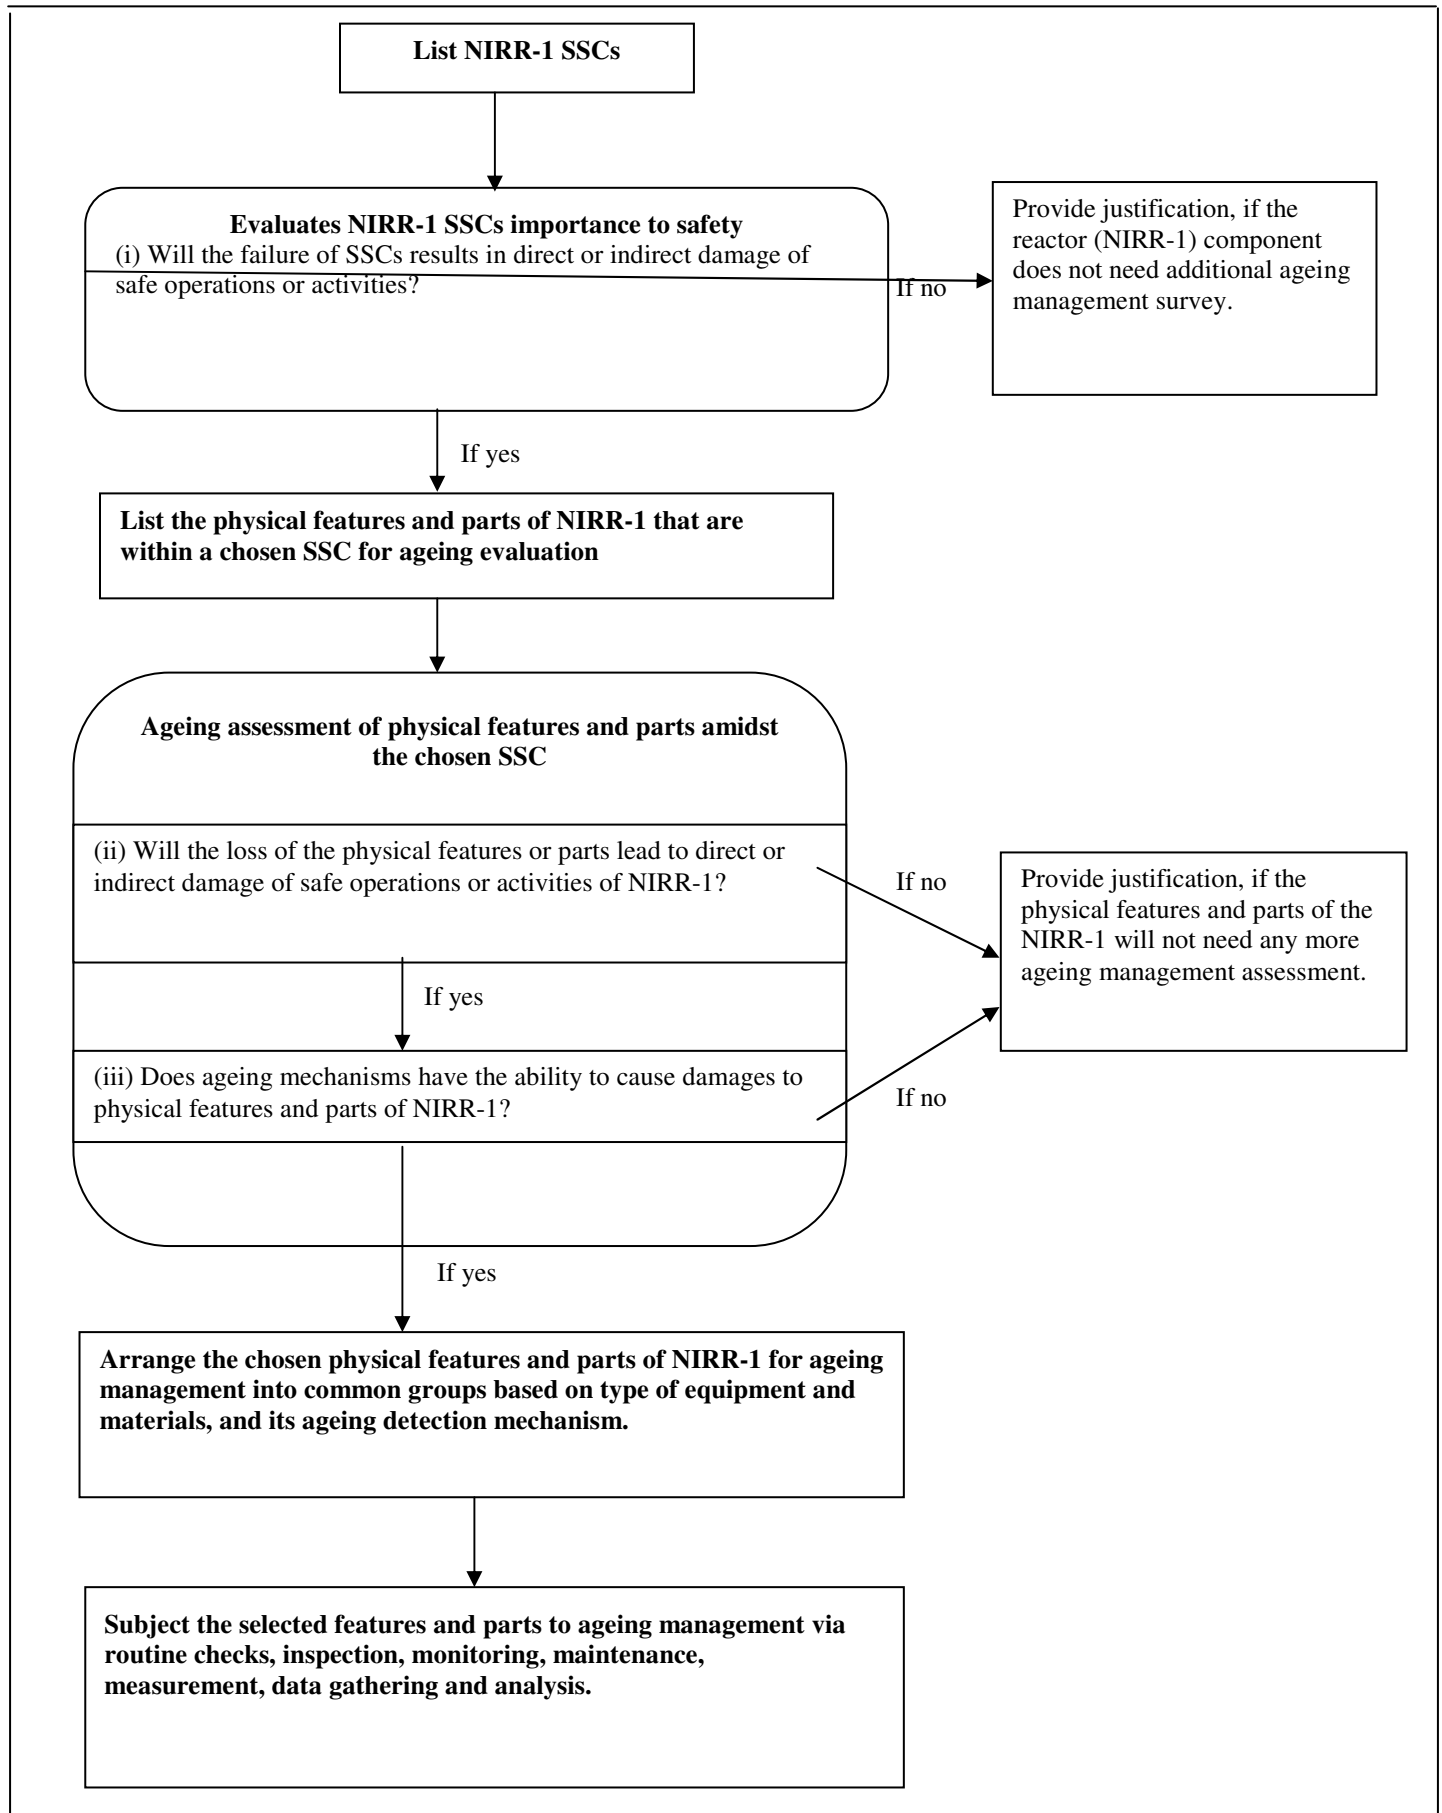 List NIRR-1 SSCs
Evaluates NIRR-1 SSCs importance to safety
(i) Will the failure of SSCs results in direct or indirect damage of
safe operations or activities?
If no
Provide justification, if the
reactor (NIRR-1) component
does not need additional ageing
management survey.
If yes
List the physical features and parts of NIRR-1 that are
within a chosen SSC for ageing evaluation
Ageing assessment of physical features and parts amidst
the chosen SSC
(ii) Will the loss of the physical features or parts lead to direct or
indirect damage of safe operations or activities of NIRR-1?
If no
Provide justification, if the
physical features and parts of the
NIRR-1 will not need any more
ageing management assessment.
If yes
(iii) Does ageing mechanisms have the ability to cause damages to
physical features and parts of NIRR-1?
If no
If yes
Arrange the chosen physical features and parts of NIRR-1 for ageing
management into common groups based on type of equipment and
materials, and its ageing detection mechanism.
Subject the selected features and parts to ageing management via
routine checks, inspection, monitoring, maintenance,
measurement, data gathering and analysis.